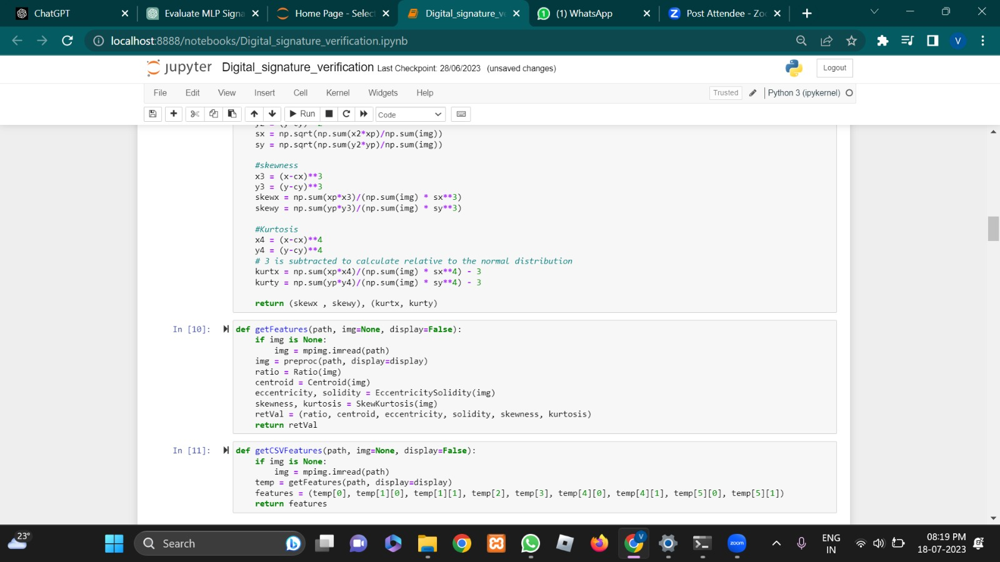 ChatGPT
Evaluate MLP Signa
Home Page - Select
Digital_signature_ve
(1) WhatsApp
Post Attendee - Zoo
localhost:8888/notebooks/Digital_signature_verification.ipynb
V
jupyter Digital_signature_verification Last Checkpoint: 28/06/2023 (unsaved changes)
Logout
File Edit View Insert Cell Kernel Widgets Help
Trusted Python 3 (ipykernel)
Run Code
sx = np.sqrt(np.sum(x2*xp)/np.sum(img))
sy = np.sqrt(np.sum(y2*yp)/np.sum(img))
#skewness
x3 = (x-cx)**3
y3 = (y-cy)**3
skewx = np.sum(xp*x3)/(np.sum(img) * sx**3)
skewy = np.sum(yp*y3)/(np.sum(img) * sy**3)
#Kurtosis
x4 = (x-cx)**4
y4 = (y-cy)**4
# 3 is subtracted to calculate relative to the normal distribution
kurtx = np.sum(xp*x4)/(np.sum(img) * sx**4) - 3
kurty = np.sum(yp*y4)/(np.sum(img) * sy**4) - 3
return (skewx , skewy), (kurtx, kurty)
In [10]:
def getFeatures(path, img=None, display=False):
if img is None:
img = mpimg.imread(path)
img = preproc(path, display=display)
ratio = Ratio(img)
centroid = Centroid(img)
eccentricity, solidity = EccentricitySolidity(img)
skewness, kurtosis = SkewKurtosis(img)
retVal = (ratio, centroid, eccentricity, solidity, skewness, kurtosis)
return retVal
In [11]:
def getCSVFeatures(path, img=None, display=False):
if img is None:
img = mpimg.imread(path)
temp = getFeatures(path, display=display)
features = (temp[0], temp[1][0], temp[1][1], temp[2], temp[3], temp[4][0], temp[4][1], temp[5][0], temp[5][1])
return features
23°
Search
zoom
ENG
IN
08:19 PM
18-07-2023